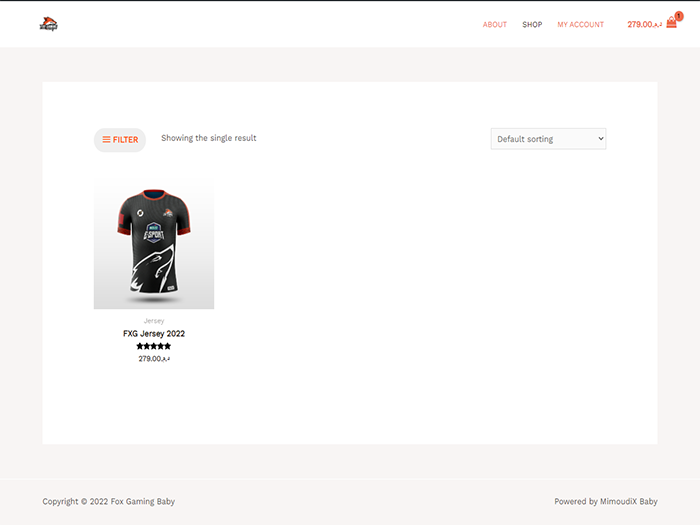 ABOUT
SHOP
MY ACCOUNT
279.00د.م.
1
FILTER
Showing the single result
Default sorting
E-SPORT
Jersey
FXG Jersey 2022
279.00د.م.
Copyright © 2022 Fox Gaming Baby
Powered by MimoudiX Baby